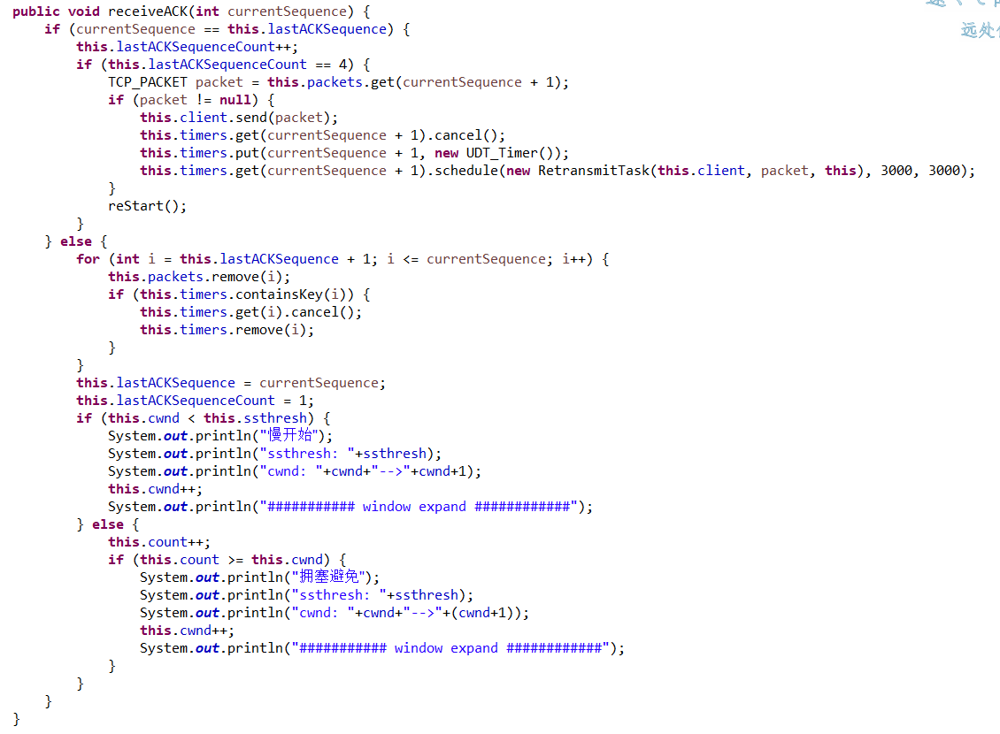 public void receiveACK(int currentSequence) {
if (currentSequence == this.lastACKSequence) {
this.lastACKSequenceCount++;
if (this.lastACKSequenceCount == 4) {
TCP_PACKET packet = this.packets.get(currentSequence + 1);
if (packet != null) {
this.client.send(packet);
this.timers.get(currentSequence + 1).cancel();
this.timers.put(currentSequence + 1, new UDT_Timer());
this.timers.get(currentSequence + 1).schedule(new RetransmitTask(this.client, packet, this), 3000, 3000);
}
reStart();
}
} else {
for (int i = this.lastACKSequence + 1; i <= currentSequence; i++) {
this.packets.remove(i);
if (this.timers.containsKey(i)) {
this.timers.get(i).cancel();
this.timers.remove(i);
}
}
this.lastACKSequence = currentSequence;
this.lastACKSequenceCount = 1;
if (this.cwnd < this.ssthresh) {
System.out.println("慢开始");
System.out.println("ssthresh: "+ssthresh);
System.out.println("cwnd: "+cwnd+"-->"+cwnd+1);
this.cwnd++;
System.out.println("########### window expand ############");
} else {
this.count++;
if (this.count >= this.cwnd) {
System.out.println("拥塞避免");
System.out.println("ssthresh: "+ssthresh);
System.out.println("cwnd: "+cwnd+"-->"+(cwnd+1));
this.cwnd++;
System.out.println("########### window expand ############");
}
}
}
}
远处